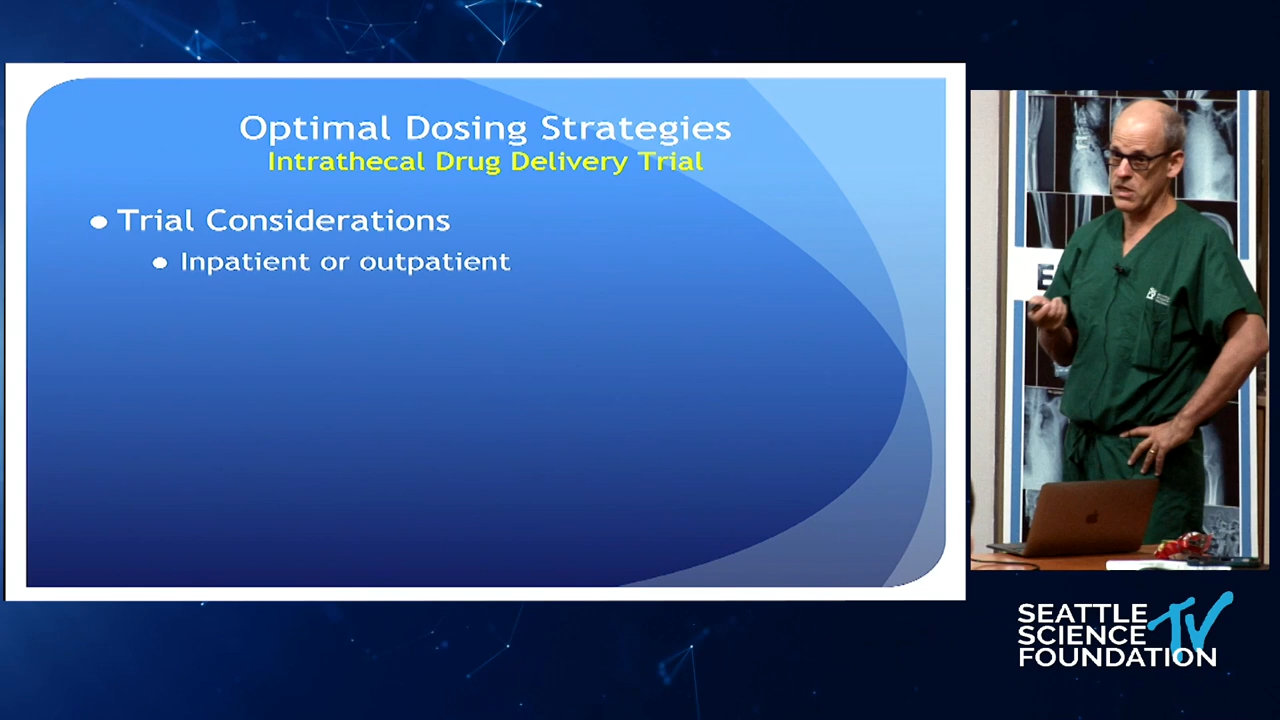 Optimal Dosing Strategies
Intrathecal Drug Delivery Trial
Trial Considerations
Inpatient or outpatient
E
SEATTLE
SCIENCE TV
FOUNDATION